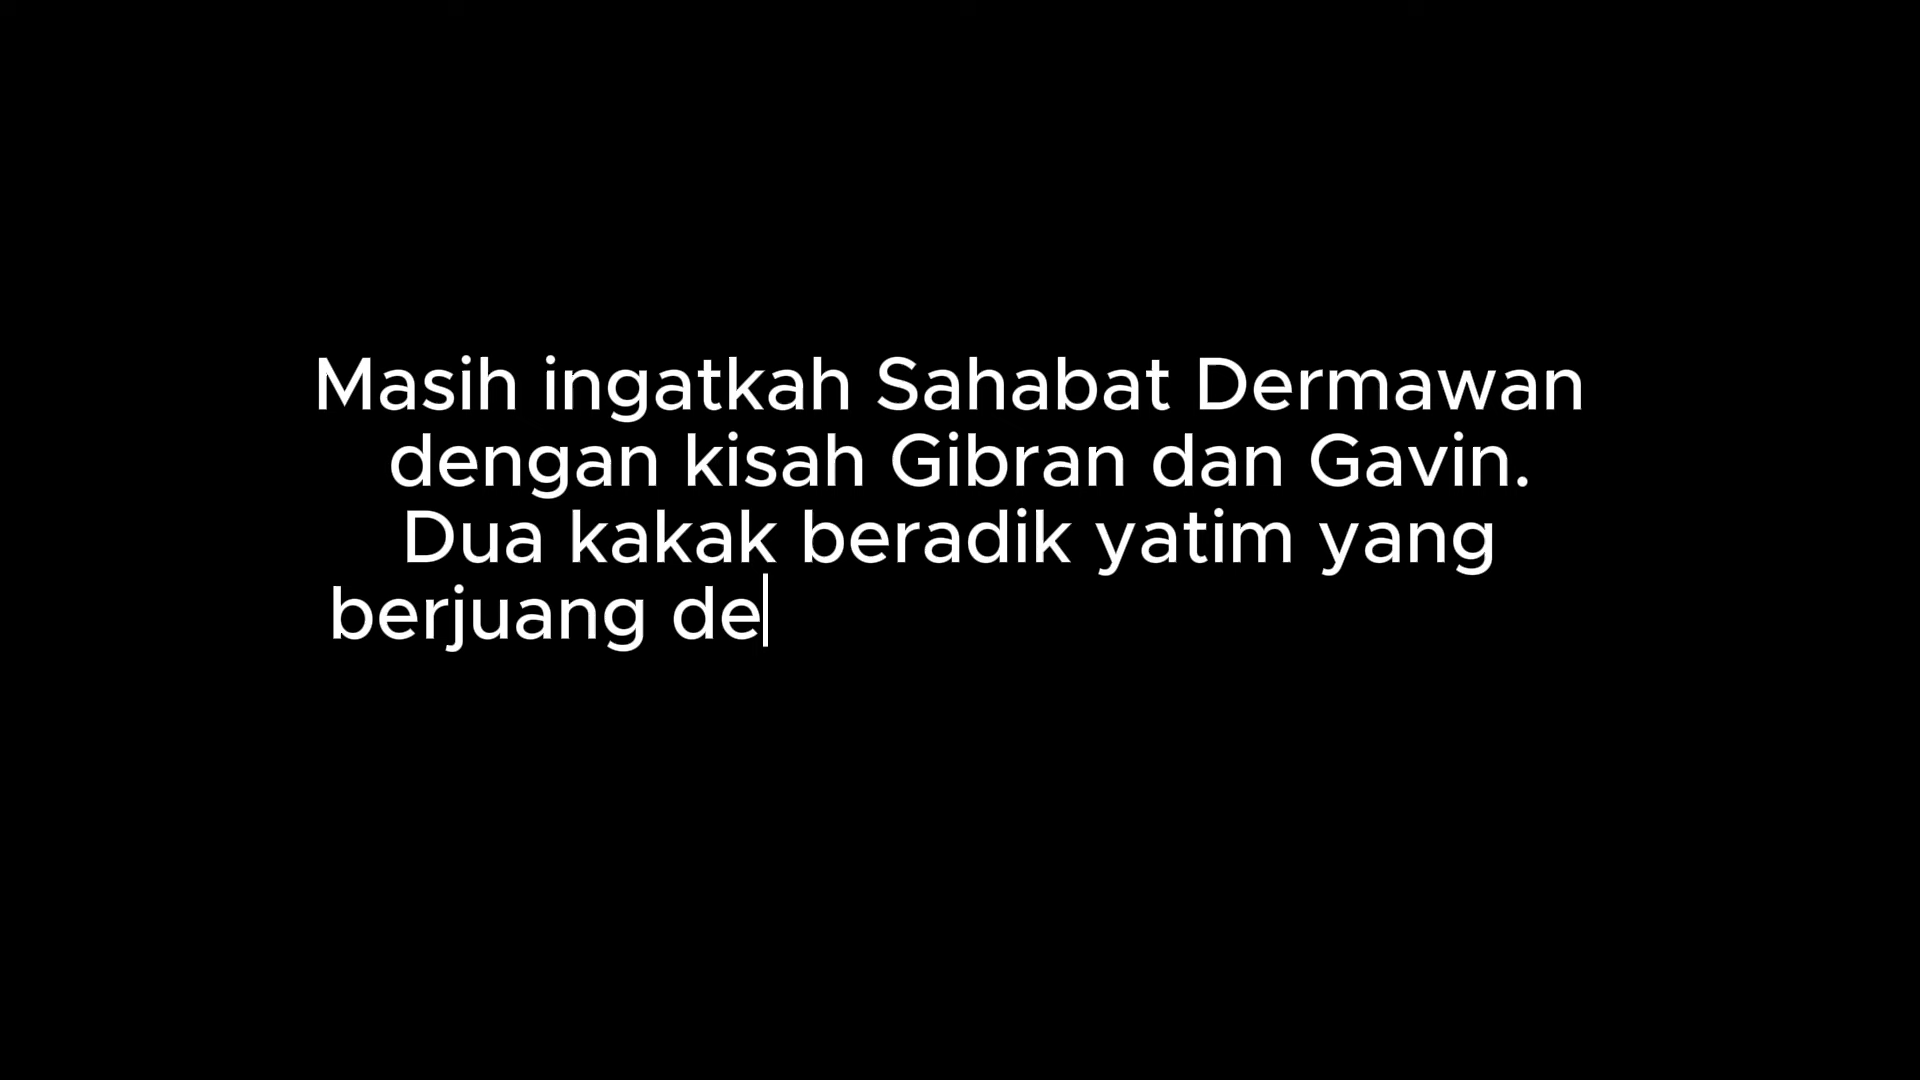 Masih ingatkah Sahabat Dermawan
dengan kisah Gibran dan Gavin.
Dua kakak beradik yatim yang
berjuang de